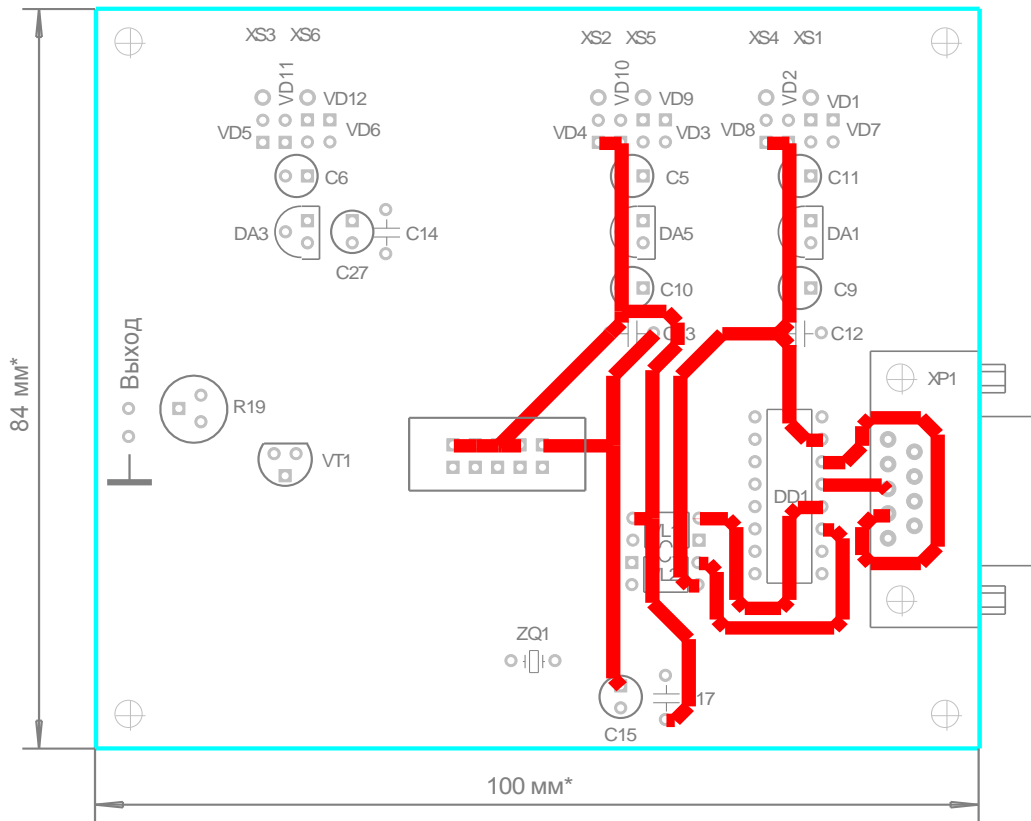 XS3 XS6
XS2 XS5
XS4 XS1
VD11
VD10
VD2
VD12
VD9
VD1
VD5
VD6
VD4
VD3
VD8
VD7
C6
C5
C11
DA3
C14
DA5
DA1
C27
C10
C9
C12
Выход
XP1
84 мм*
R19
VT1
DD1
ZQ1
17
C15
100 мм*